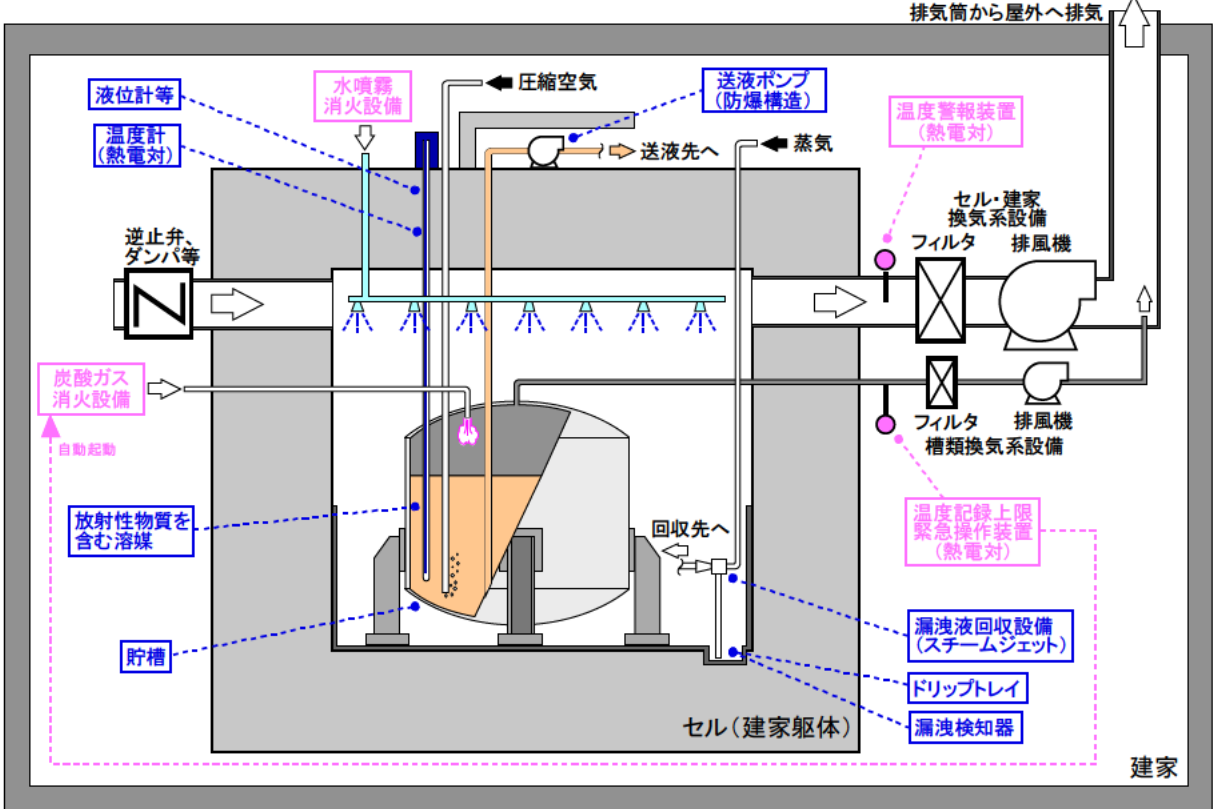 排気筒から屋外へ排気
液位計等
水噴霧
消火設備
圧縮空気
送液ポンプ
(防爆構造)
温度計
(熱電対)
送液先へ
蒸気
温度警報装置
(熱電対)
逆止弁、
ダンパ等
セル・建家
換気系設備
フィルタ
排風機
炭酸ガス
消火設備
自動起動
フィルタ
排風機
槽類換気系設備
放射性物質を
含む溶媒
回収先へ
温度記録上限
緊急操作装置
(熱電対)
貯槽
漏洩液回収設備
(スチームジェット)
ドリップトレイ
漏洩検知器
セル(建家躯体)
建家